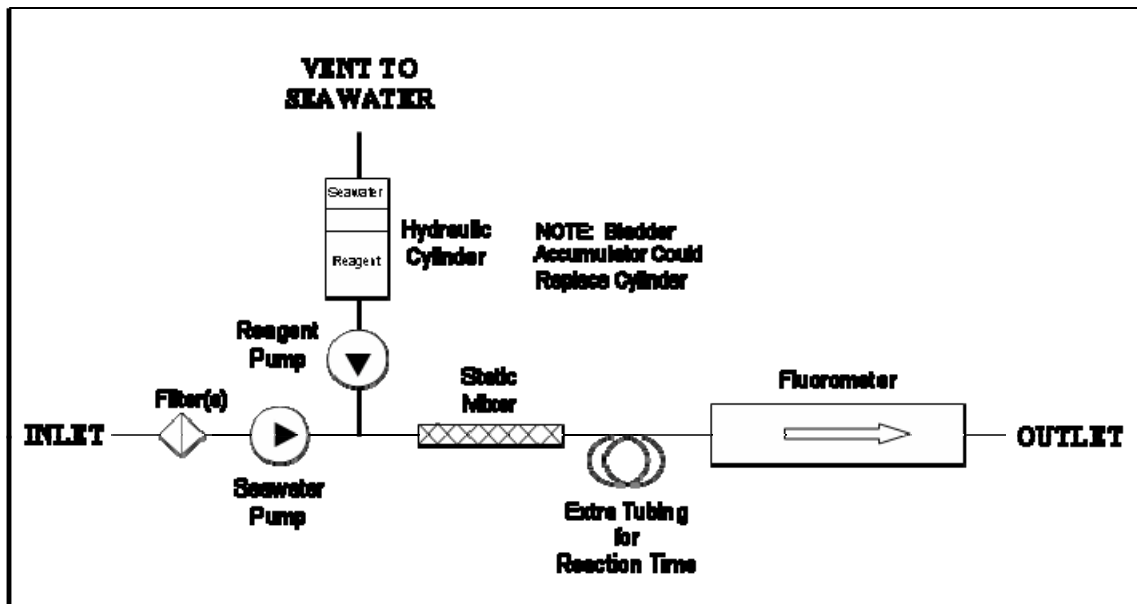 VENT TO
SEAWATER
Seawater
Reagent
Hydraulic
Cylinder
NOTE: Bladder
Accumulator Could
Replace Cylinder
Reagent
Pump
Static
Mixer
Fluorometer
Filter(s)
INLET
OUTLET
Seawater
Pump
Extra Tubing
for
Reaction Time